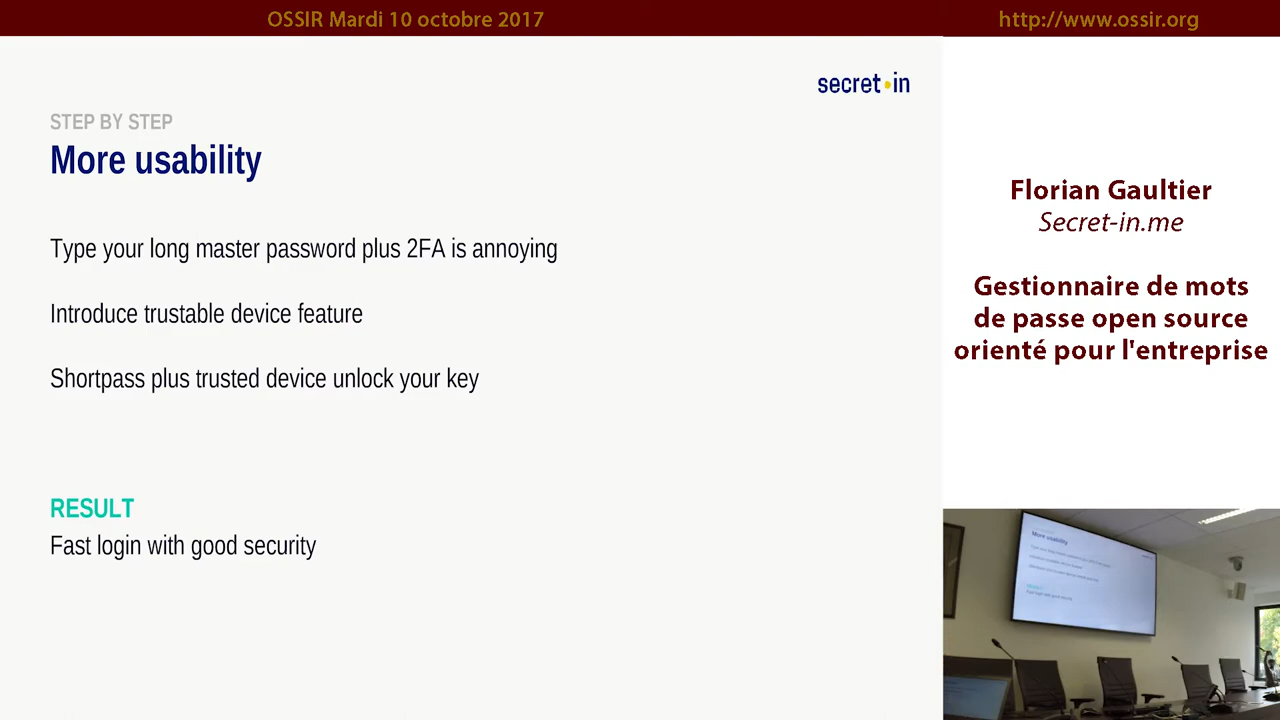 OSSIR Mardi 10 octobre 2017
http://www.ossir.org
secret•in
STEP BY STEP
More usability
Type your long master password plus 2FA is annoying
Introduce trustable device feature
Shortpass plus trusted device unlock your key
RESULT
Fast login with good security
Florian Gaultier
Secret-in.me
Gestionnaire de mots
de passe open source
orienté pour l'entreprise
More usability